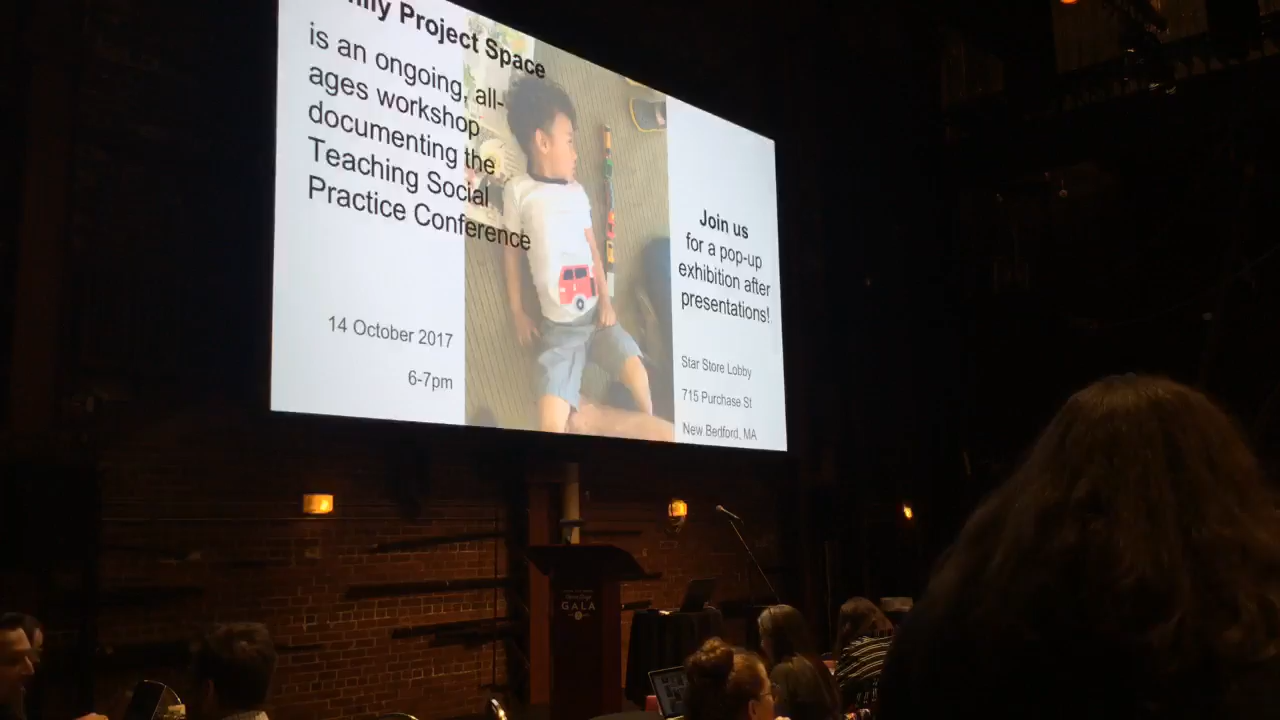 Project Space
is an ongoing, all-
ages workshop
documenting the
Teaching Social
Practice Conference
14 October 2017
6-7pm
Join us
for a pop-up
exhibition after
presentations!
Star Store Lobby
715 Purchase St
New Bedford, MA
GALA